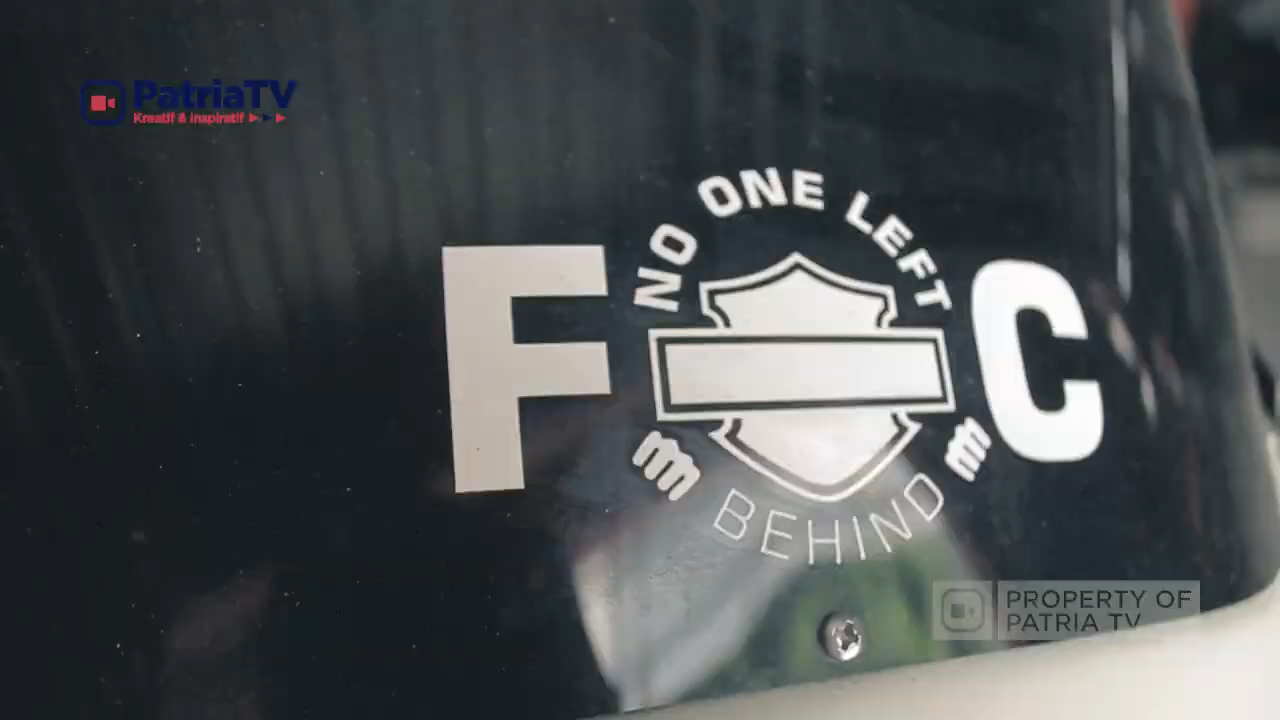 PatriaTV
Kreatif & Inspiratif
NO ONE LEFT
F C
BEHIND
PROPERTY OF
PATRIA TV